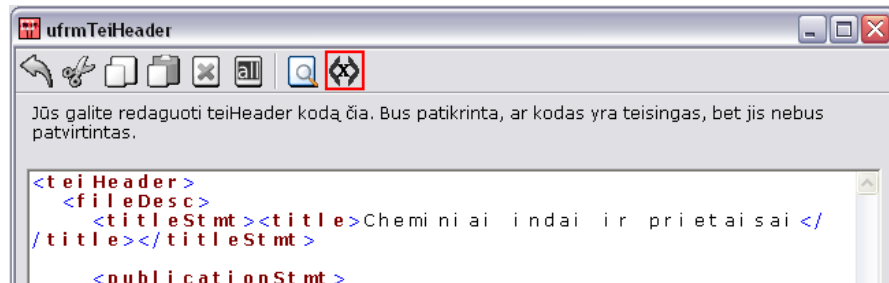 ufrmTeiHeader
all
Jūs galite redaguoti teiHeader kodą čia. Bus patikrinta, ar kodas yra teisingas, bet jis nebus
patvirtintas.
<teiHeader>
<fileDesc>
<titleStmt><title>Cheminiai indai ir prietaisai</
/title></titleStmt>
<publicationStmt>